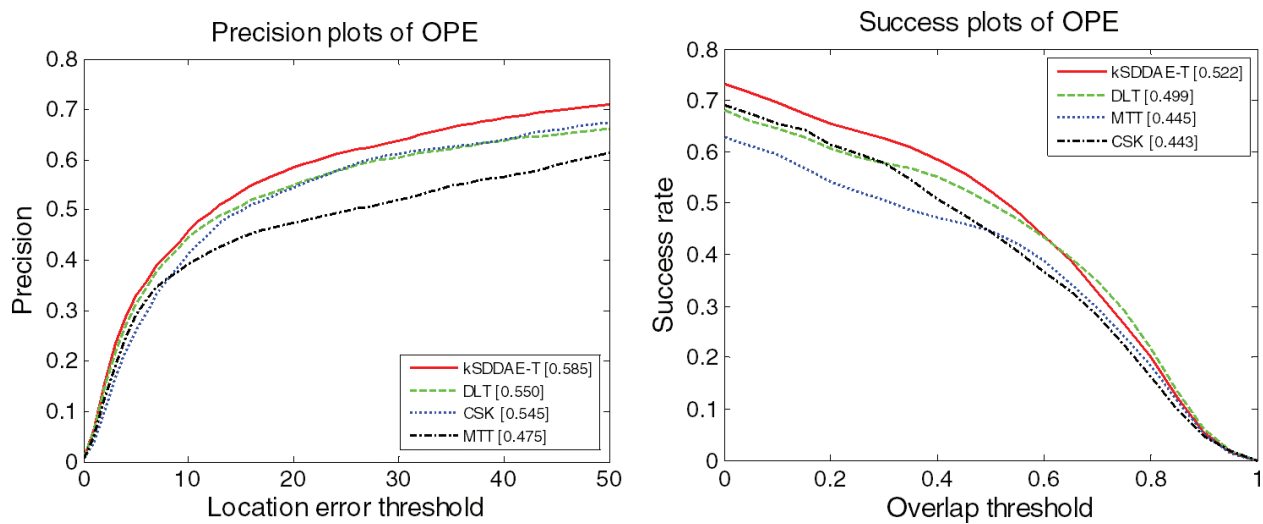 Precision plots of OPE
0.8
0.7
0.6
0.5
0.4
0.3
0.2
0.1
0
Precision
kSDDAE-T [0.585]
DLT [0.550]
CSK [0.545]
MTT [0.475]
0 10 20 30 40 50
Location error threshold
Success plots of OPE
0.8
0.7
0.6
0.5
0.4
0.3
0.2
0.1
0
Success rate
kSDDAE-T [0.522]
DLT [0.499]
MTT [0.445]
CSK [0.443]
0 0.2 0.4 0.6 0.8 1
Overlap threshold